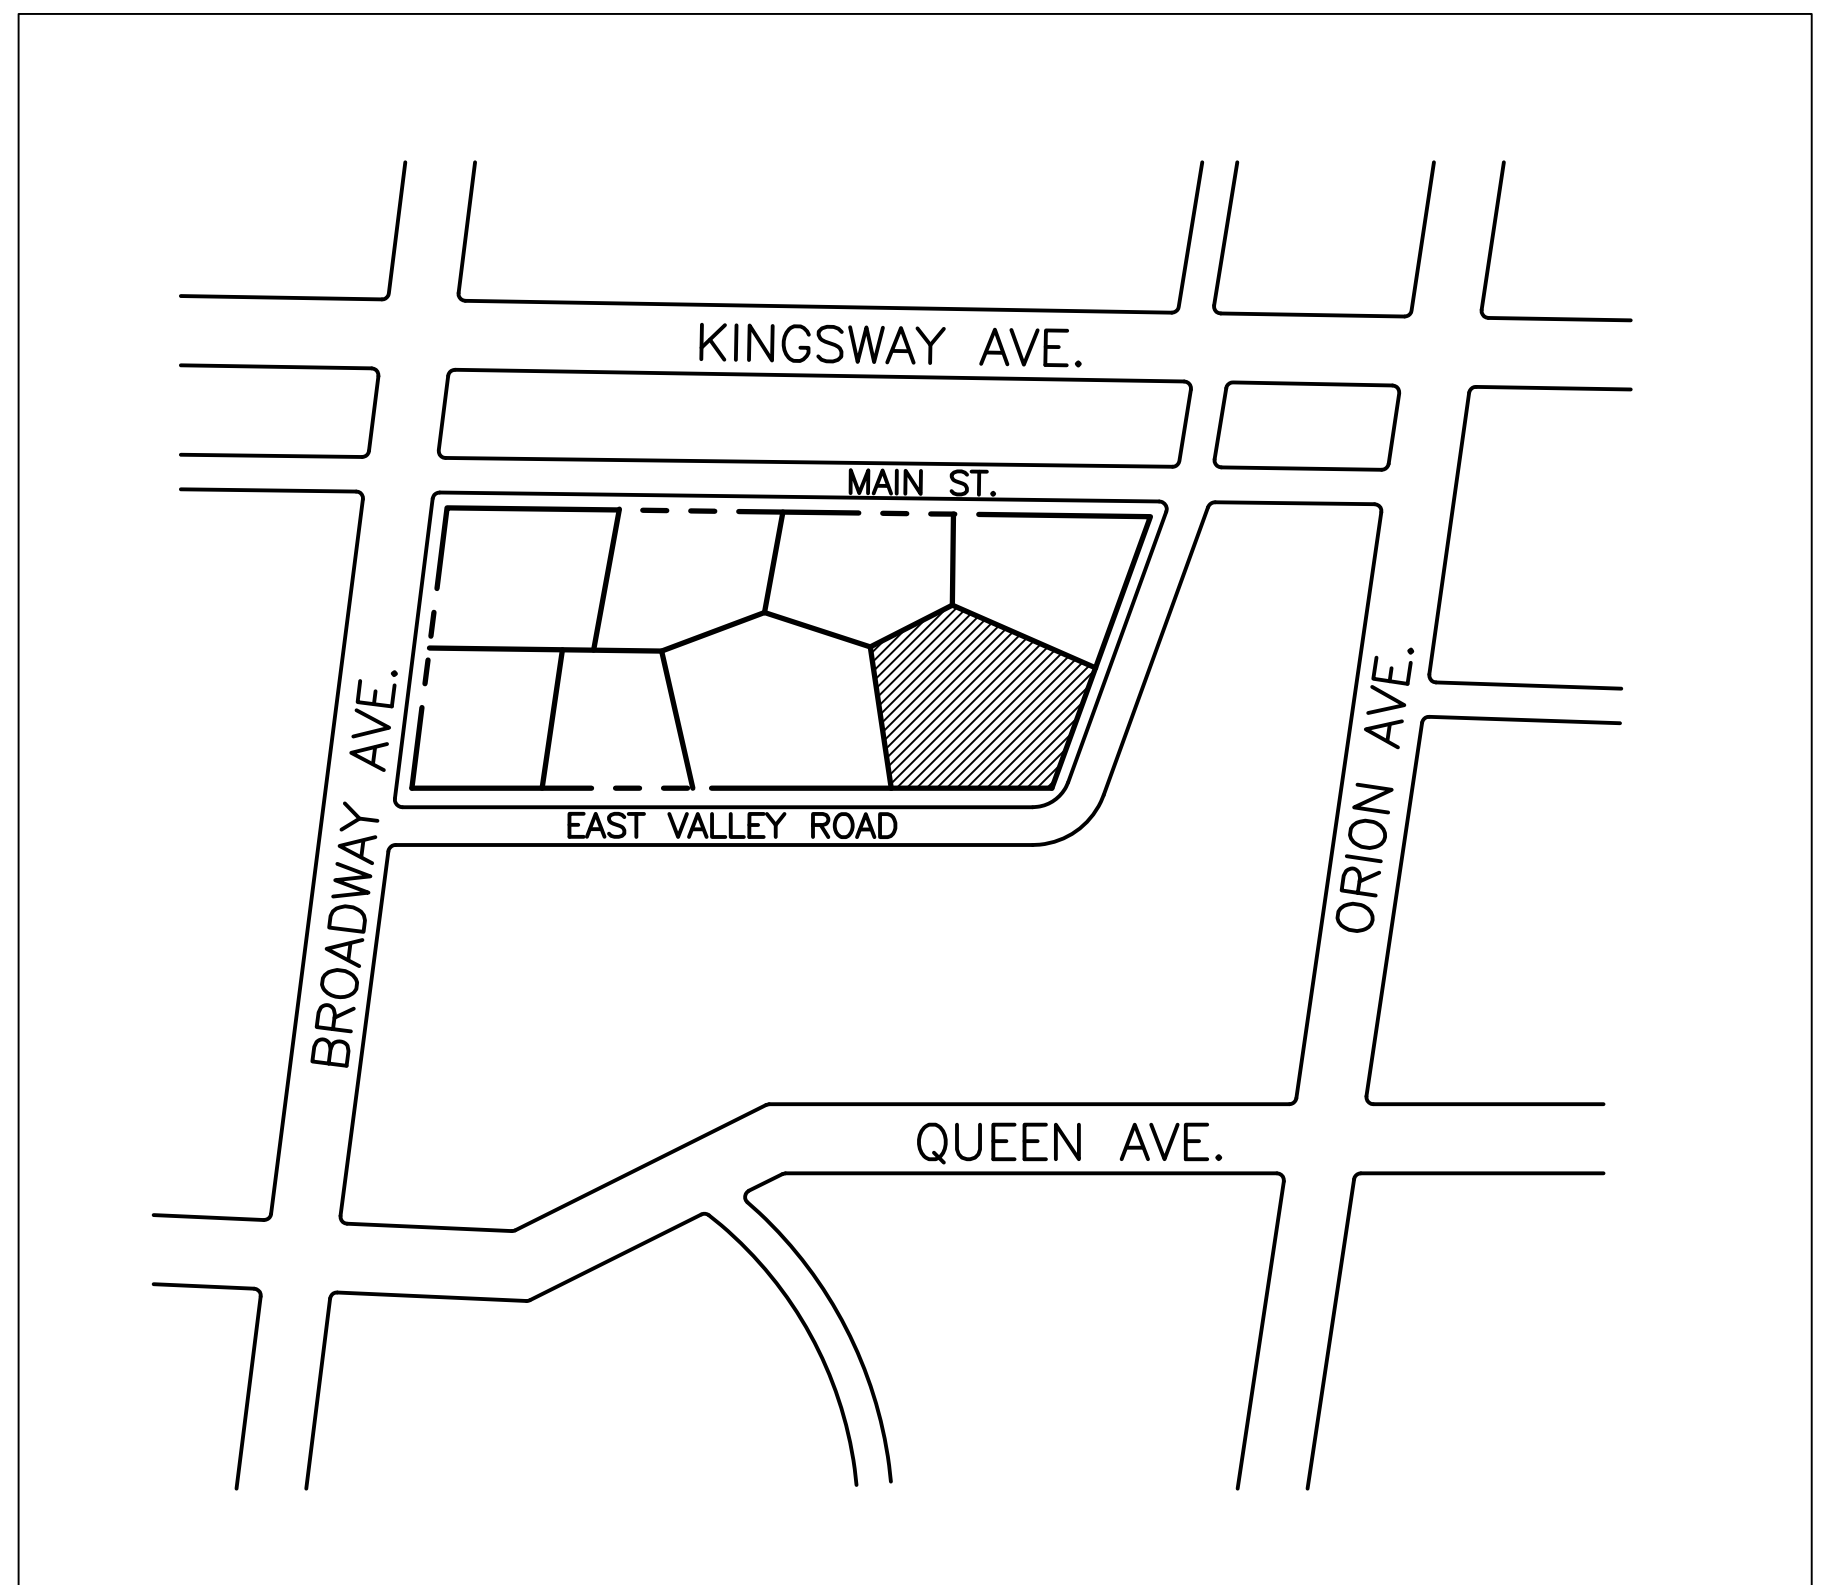 KINGSWAY AVE.
MAIN ST.
BROADWAY AVE.
EAST VALLEY ROAD
ORION AVE.
QUEEN AVE.